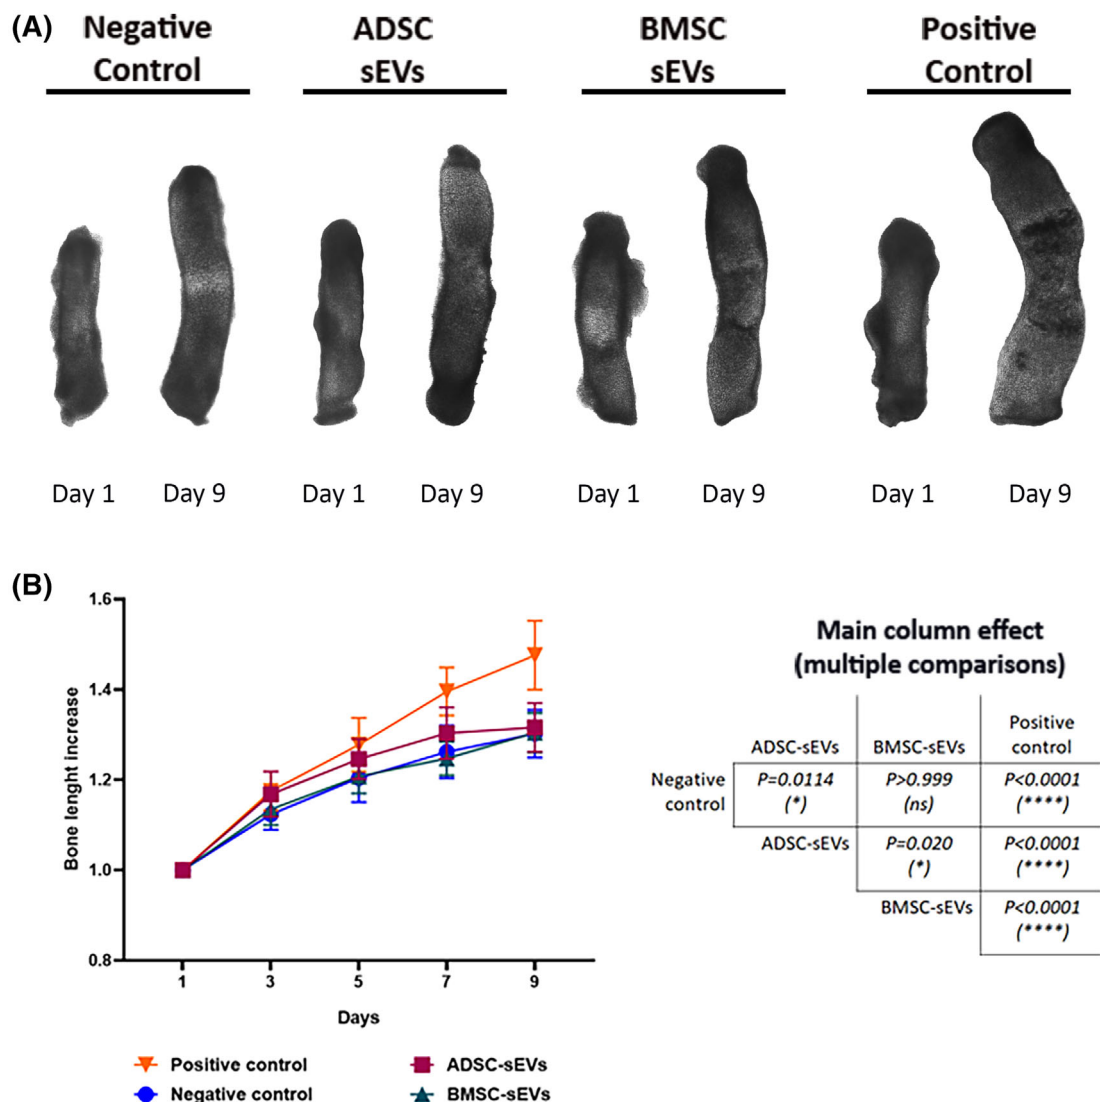 (A)
Negative Control
ADSC sEVs
BMSC sEVs
Positive Control
Day 1
Day 9
Day 1
Day 9
Day 1
Day 9
Day 1
Day 9
(B)
1.6
1.4
1.2
1.0
0.8
Bone lenght increase
1
3
5
7
9
Days
Positive control
ADSC-sEVs
Negative control
BMSC-sEVs
Main column effect
(multiple comparisons)
ADSC-sEVs
BMSC-sEVs
Positive control
Negative control
P=0.0114
(*)
P>0.999
(ns)
P<0.0001
(****)
ADSC-sEVs
P=0.020
(*)
P<0.0001
(****)
BMSC-sEVs
P<0.0001
(****)